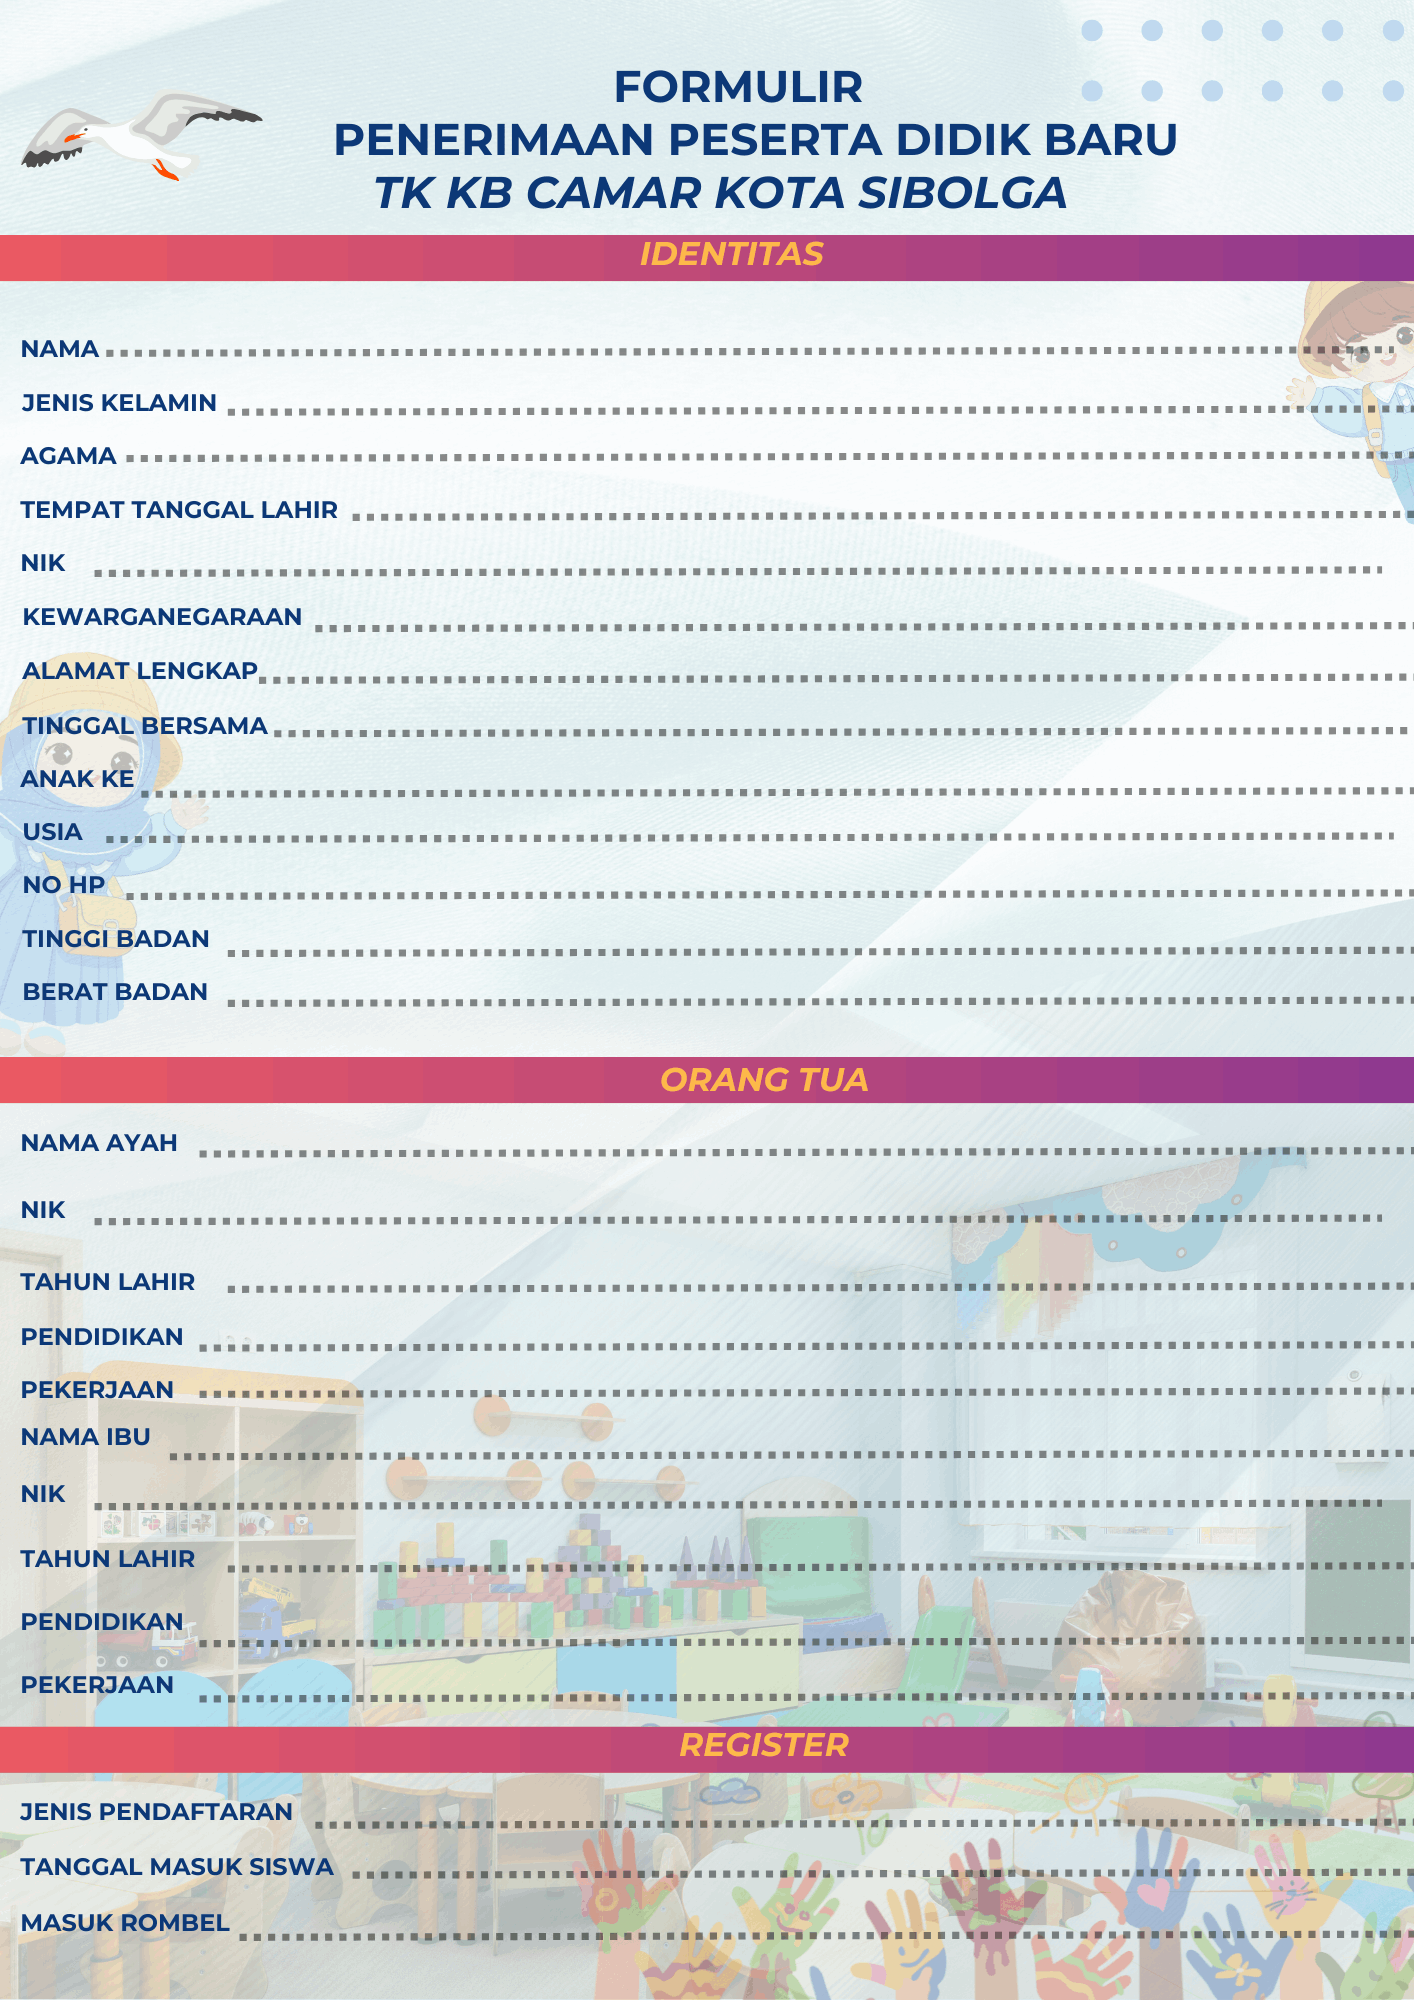 FORMULIR
PENERIMAAN PESERTA DIDIK BARU
TK KB CAMAR KOTA SIBOLGA
IDENTITAS
NAMA
JENIS KELAMIN
AGAMA
TEMPAT TANGGAL LAHIR
NIK
KEWARGANEGARAAN
ALAMAT LENGKAP
TINGGAL BERSAMA
ANAK KE
USIA
NO HP
TINGGI BADAN
BERAT BADAN
ORANG TUA
NAMA AYAH
NIK
TAHUN LAHIR
PENDIDIKAN
PEKERJAAN
NAMA IBU
NIK
TAHUN LAHIR
PENDIDIKAN
PEKERJAAN
REGISTER
JENIS PENDAFTARAN
TANGGAL MASUK SISWA
MASUK ROMBEL